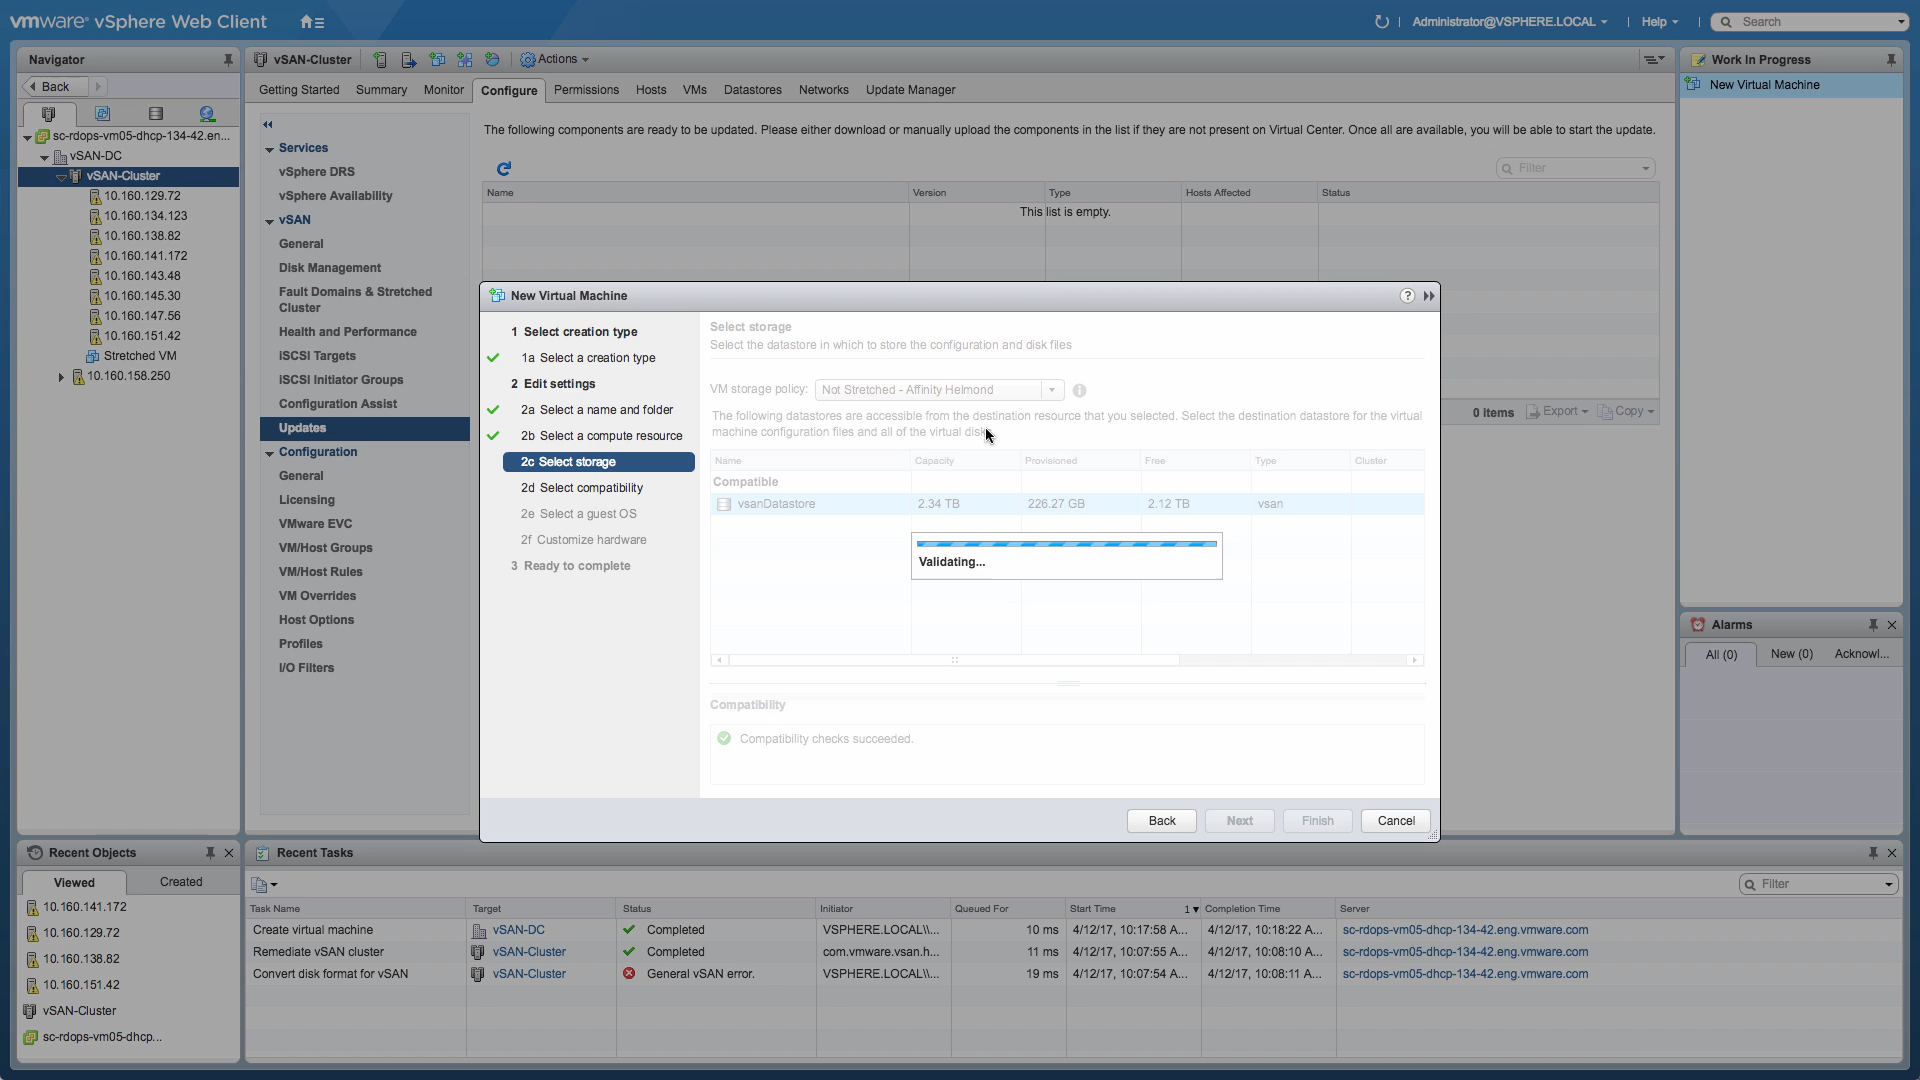 vmware® vSphere Web Client
Administrator@VSPHERE.LOCAL
Help
Search
Navigator
Back
sc-rdops-vm05-dhcp-134-42.en...
vSAN-DC
vSAN-Cluster
10.160.129.72
10.160.134.123
10.160.138.82
10.160.141.172
10.160.143.48
10.160.145.30
10.160.147.56
10.160.151.42
Stretched VM
10.160.158.250
vSAN-Cluster
Actions
Getting Started Summary Monitor Configure Permissions Hosts VMs Datastores Networks Update Manager
Services
vSphere DRS
vSphere Availability
vSAN
General
Disk Management
Fault Domains & Stretched
Cluster
Health and Performance
iSCSI Targets
iSCSI Initiator Groups
Configuration Assist
Updates
Configuration
General
Licensing
VMware EVC
VM/Host Groups
VM/Host Rules
VM Overrides
Host Options
Profiles
I/O Filters
The following components are ready to be updated. Please either download or manually upload the components in the list if they are not present on Virtual Center. Once all are available, you will be able to start the update.
Filter
Name Version Type Hosts Affected Status
This list is empty.
0 items Export Copy
New Virtual Machine
?
1 Select creation type
1a Select a creation type
2 Edit settings
2a Select a name and folder
2b Select a compute resource
2c Select storage
2d Select compatibility
2e Select a guest OS
2f Customize hardware
3 Ready to complete
Select storage
Select the datastore in which to store the configuration and disk files
VM storage policy: Not Stretched - Affinity Helmond
The following datastores are accessible from the destination resource that you selected. Select the destination datastore for the virtual
machine configuration files and all of the virtual disk
Name Capacity Provisioned Free Type Cluster
Compatible
vsanDatastore 2.34 TB 226.27 GB 2.12 TB vsan
Validating...
Compatibility
Compatibility checks succeeded.
Back Next Finish Cancel
Work In Progress
New Virtual Machine
Alarms
All (0) New (0) Acknowl...
Recent Objects
Viewed Created
10.160.141.172
10.160.129.72
10.160.138.82
10.160.151.42
vSAN-Cluster
sc-rdops-vm05-dhcp...
Recent Tasks
Filter
Task Name Target Status Initiator Queued For Start Time 1 Completion Time Server
Create virtual machine vSAN-DC Completed VSPHERE.LOCAL\\... 10 ms 4/12/17, 10:17:58 A... 4/12/17, 10:18:22 A... sc-rdops-vm05-dhcp-134-42.eng.vmware.com
Remediate vSAN cluster vSAN-Cluster Completed com.vmware.vsan.h... 11 ms 4/12/17, 10:07:55 A... 4/12/17, 10:08:10 A... sc-rdops-vm05-dhcp-134-42.eng.vmware.com
Convert disk format for vSAN vSAN-Cluster General vSAN error. VSPHERE.LOCAL\\... 19 ms 4/12/17, 10:07:54 A... 4/12/17, 10:08:11 A... sc-rdops-vm05-dhcp-134-42.eng.vmware.com